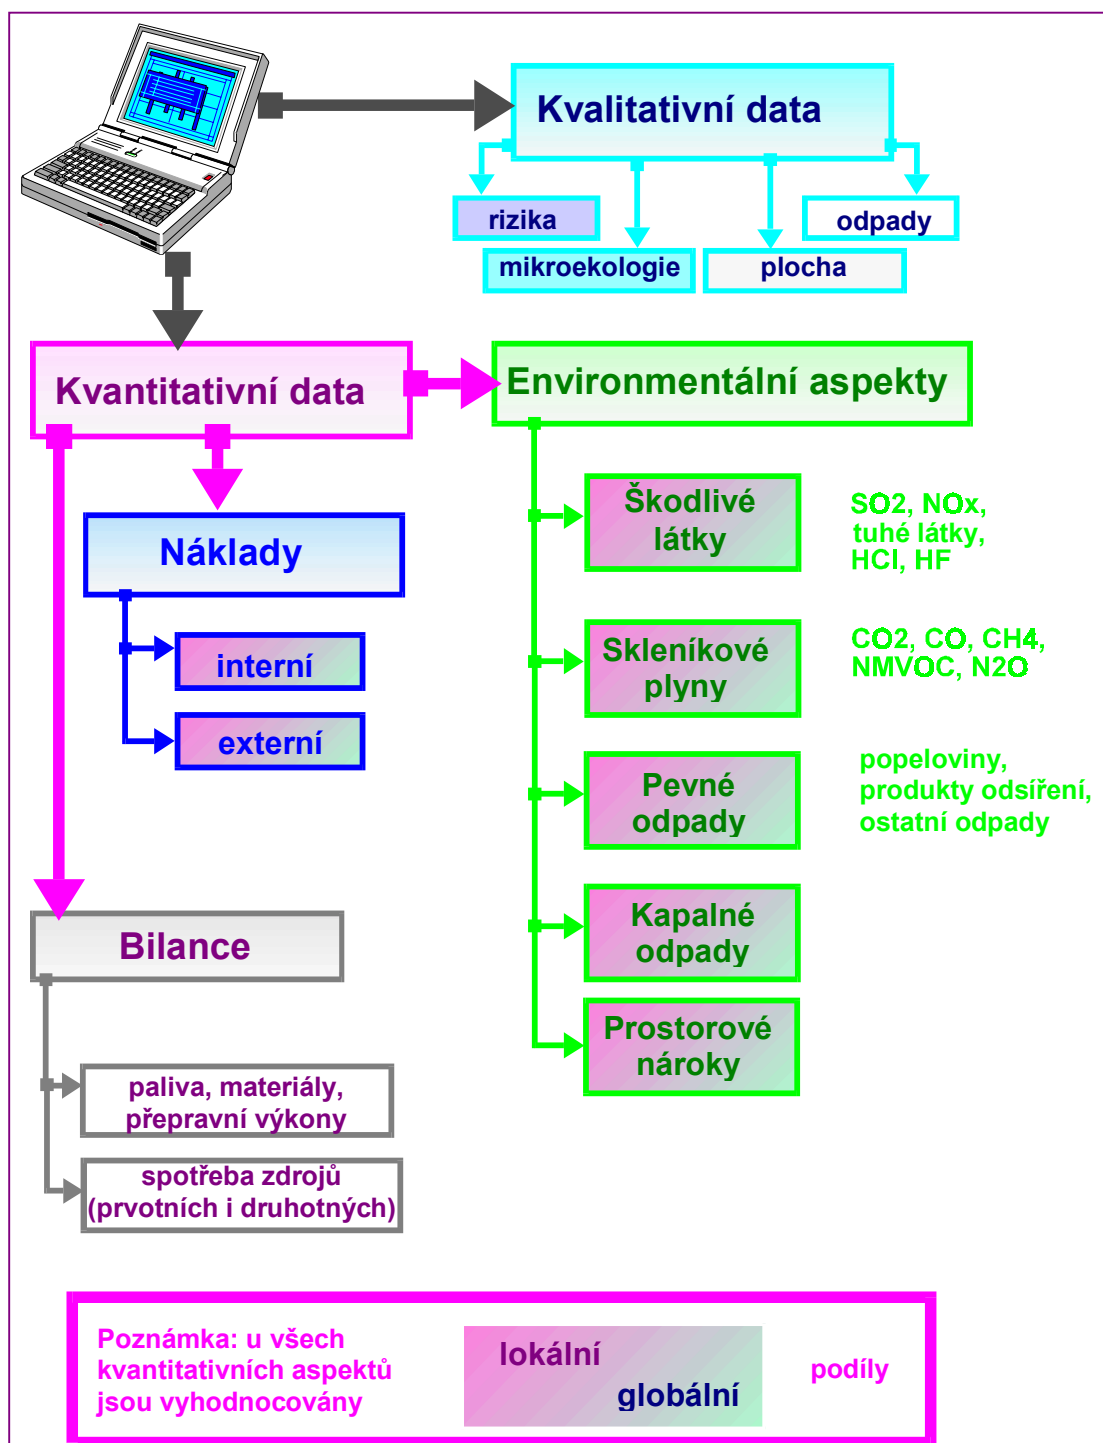 Kvalitativní data
rizika
odpady
mikroekologie
plocha
Kvantitativní data
Environmentální aspekty
Škodlivé
látky
SO2, NOx,
tuhé látky,
HCl, HF
Náklady
interní
externí
Skleníkové
plyny
CO2, CO, CH4,
NMVOC, N2O
Pevné
odpady
popeloviny,
produkty odsíření,
ostatní odpady
Kapalné
odpady
Prostorové
nároky
Bilance
paliva, materiály,
přepravní výkony
spotřeba zdrojů
(prvotních i druhotných)
Poznámka: u všech
kvantitativních aspektů
jsou vyhodnocovány
lokální
globální
podíly